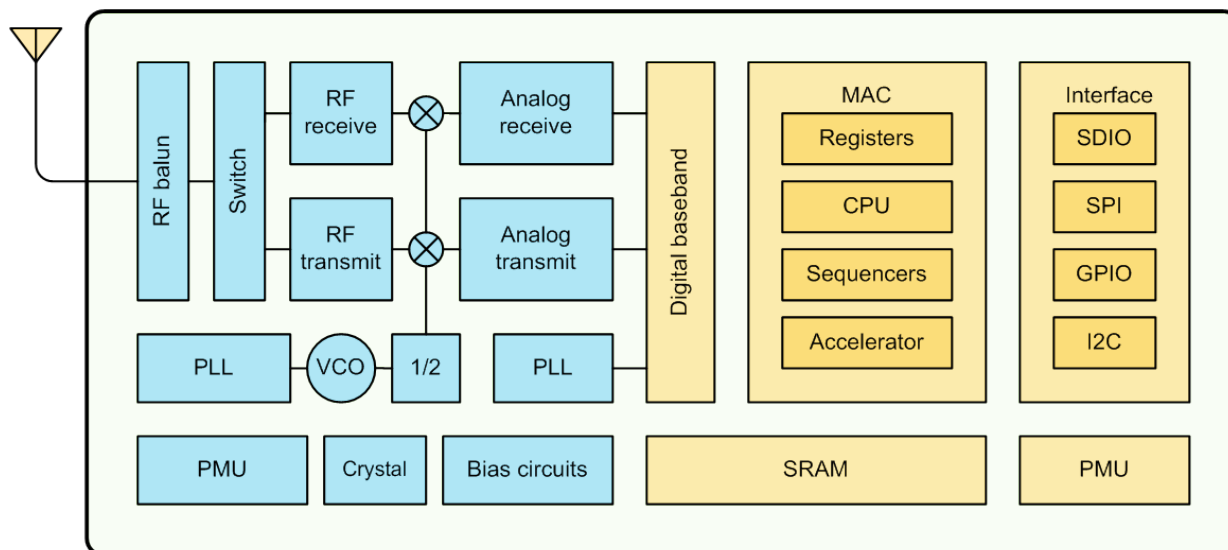 RF balun
Switch
RF
receive
Analog
receive
RF
transmit
Analog
transmit
PLL
VCO
1/2
PLL
Digital baseband
MAC
Registers
CPU
Sequencers
Accelerator
Interface
SDIO
SPI
GPIO
I2C
PMU
Crystal
Bias circuits
SRAM
PMU